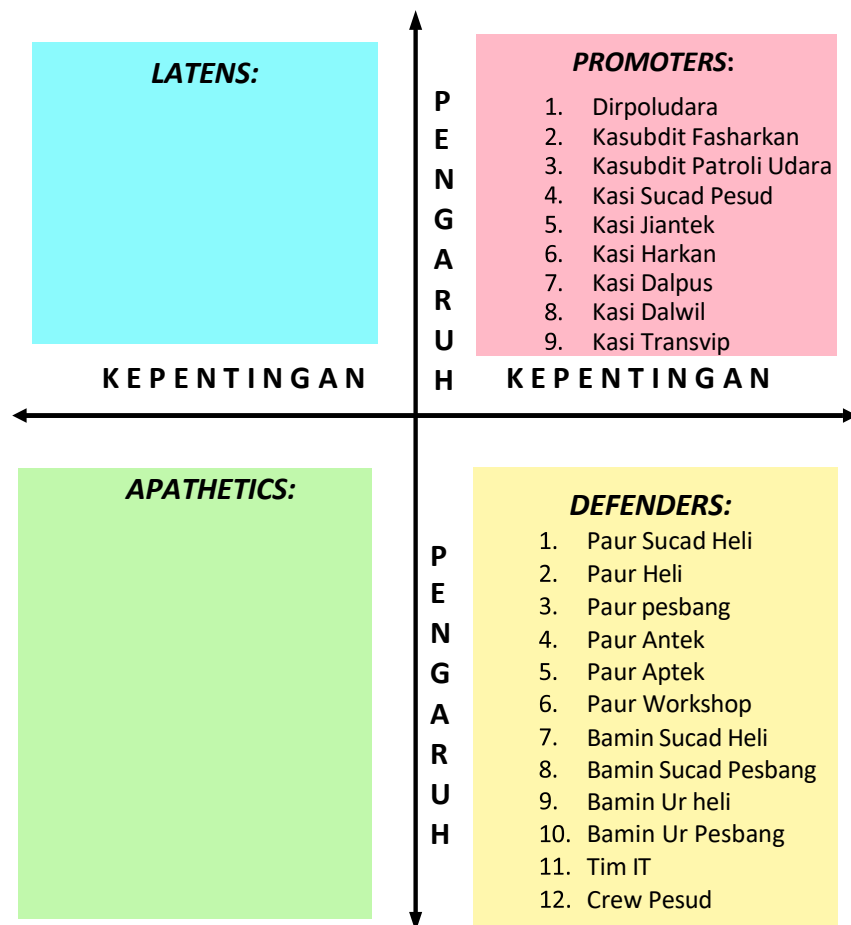 LATENS:
PENGARUH
PROMOTERS:
1. Dirpoludara
2. Kasubdit Fasharkan
3. Kasubdit Patroli Udara
4. Kasi Sucad Pesud
5. Kasi Jiantek
6. Kasi Harkan
7. Kasi Dalpus
8. Kasi Dalwil
9. Kasi Transvip
KEPENTINGAN
KEPENTINGAN
APATHETICS:
PENGARUH
DEFENDERS:
1. Paur Sucad Heli
2. Paur Heli
3. Paur pesbang
4. Paur Antek
5. Paur Aptek
6. Paur Workshop
7. Bamin Sucad Heli
8. Bamin Sucad Pesbang
9. Bamin Ur heli
10. Bamin Ur Pesbang
11. Tim IT
12. Crew Pesud